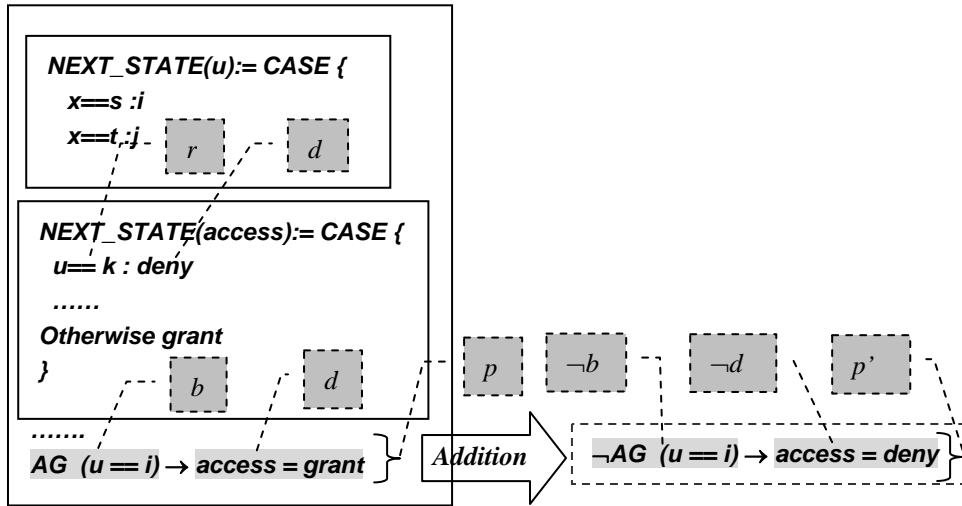 NEXT_STATE(u):= CASE {
x==s :i
x==t :j
r
d
NEXT_STATE(access):= CASE {
u== k : deny
......
Otherwise grant
}
b
d
p
¬b
¬d
p’
.......
AG (u == i) → access = grant
}
Addition
¬AG (u == i) → access = deny
}